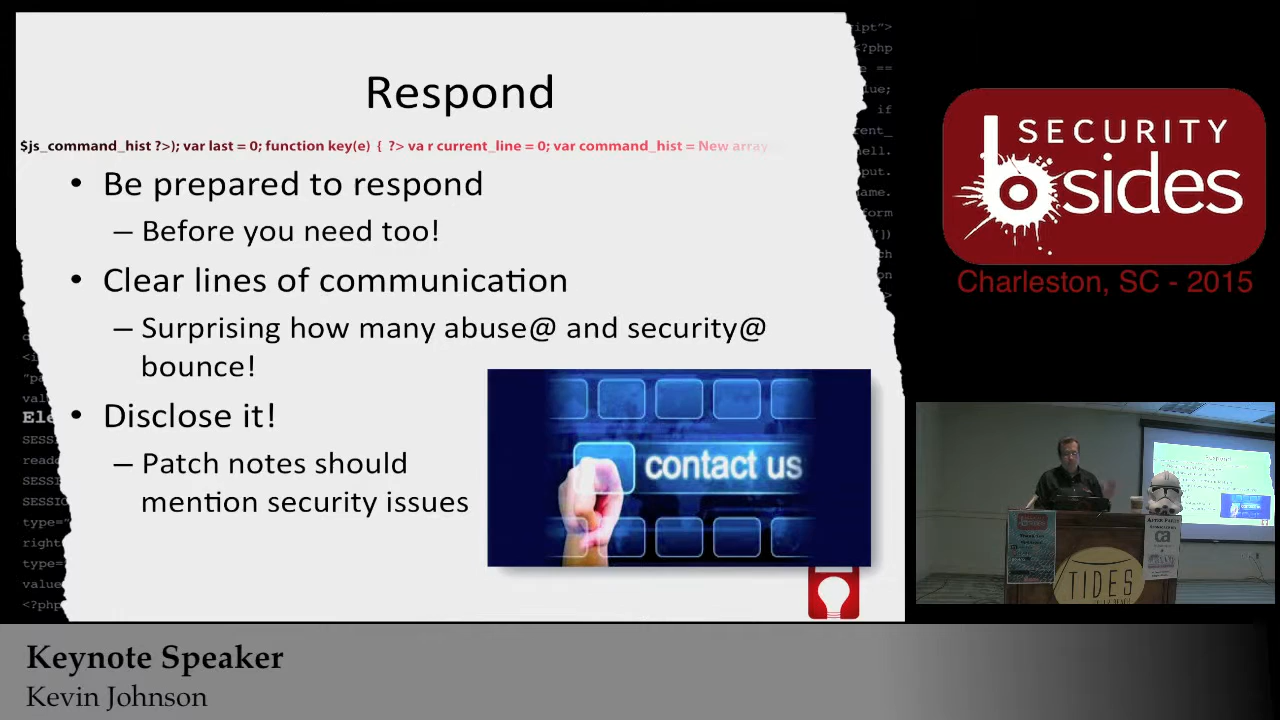 Respond
$js_command_hist ?>); var last = 0; function key(e) { ?> va r current_line = 0; var command_hist = New array
• Be prepared to respond
– Before you need too!
• Clear lines of communication
– Surprising how many abuse@ and security@
bounce!
• Disclose it!
– Patch notes should
mention security issues
contact us
SECURITY
bsides
Charleston, SC - 2015
TIDES
ca
Keynote Speaker
Kevin Johnson